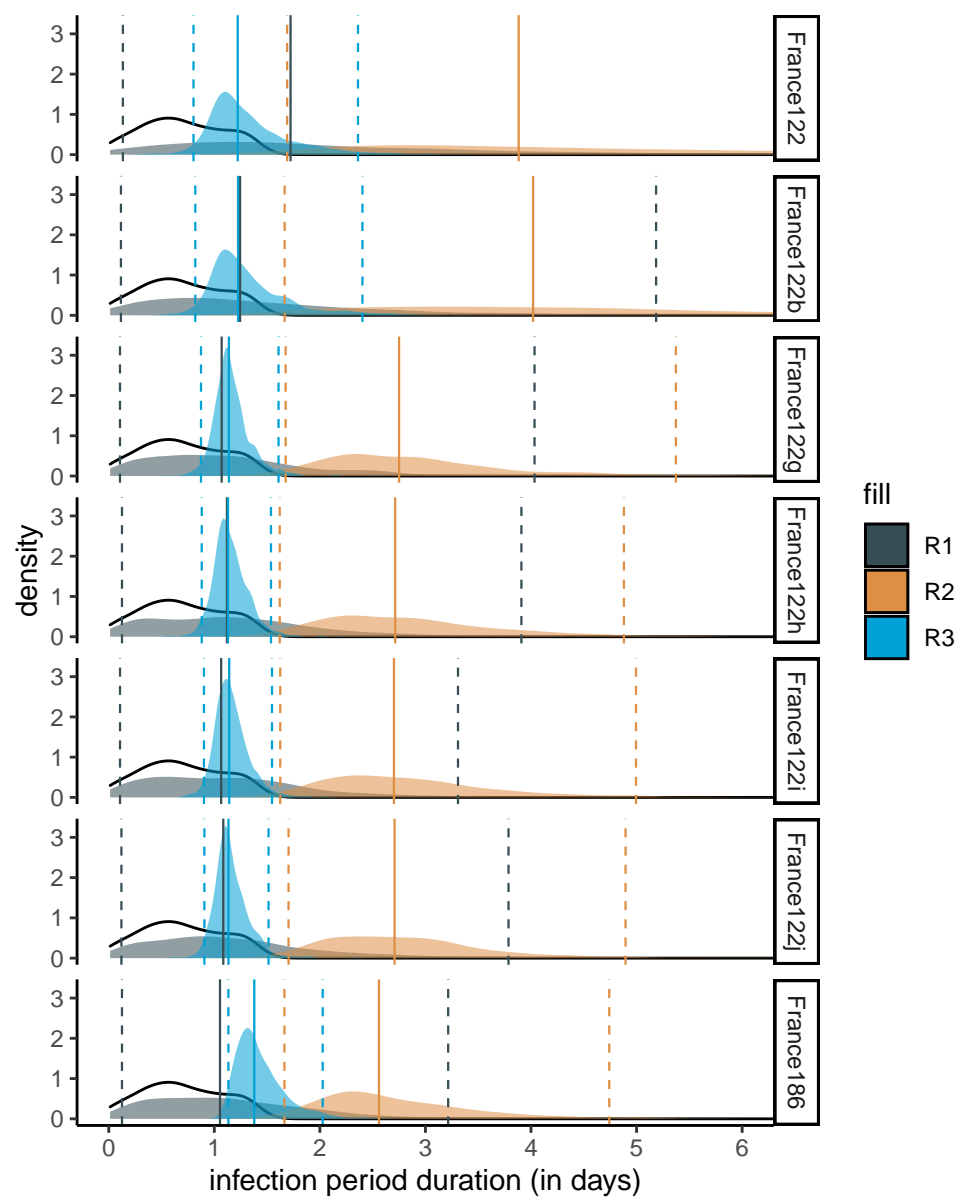 3
2
1
0
France122
3
2
1
0
France122b
3
2
1
0
France122g
3
2
1
0
France122h
3
2
1
0
France122i
3
2
1
0
France122j
3
2
1
0
France186
density
0 1 2 3 4 5 6
infection period duration (in days)
fill
R1
R2
R3